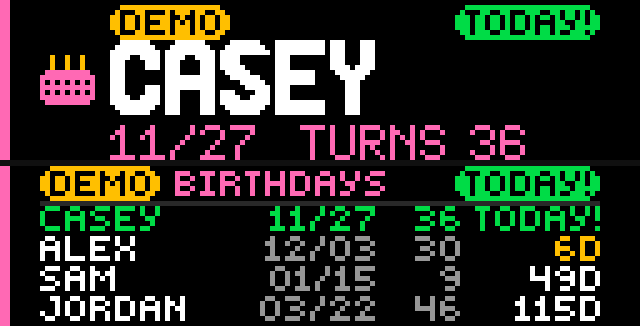 DEMO TODAY!
CASEY
11/27 TURNS 36
DEMO BIRTHDAYS TODAY!
CASEY 11/27 36 TODAY!
ALEX 12/03 30 6D
SAM 01/15 9 49D
JORDAN 03/22 46 115D